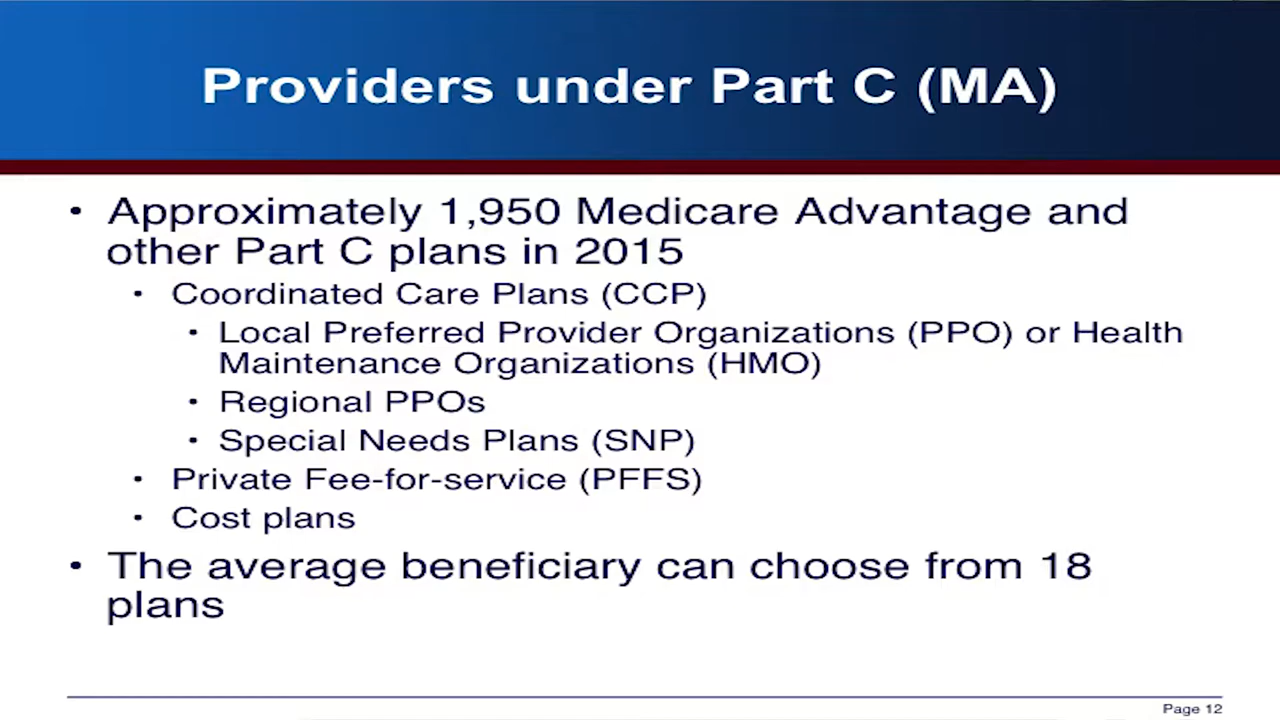 Providers under Part C (MA)
• Approximately 1,950 Medicare Advantage and
other Part C plans in 2015
• Coordinated Care Plans (CCP)
• Local Preferred Provider Organizations (PPO) or Health
Maintenance Organizations (HMO)
• Regional PPOs
• Special Needs Plans (SNP)
• Private Fee-for-service (PFFS)
• Cost plans
• The average beneficiary can choose from 18
plans
Page 12